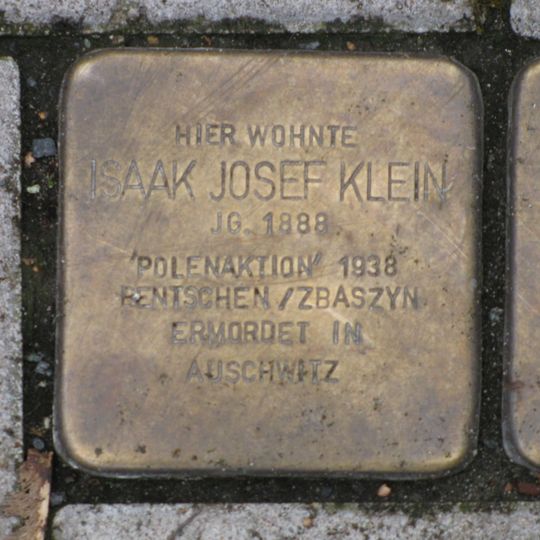 HIER WOHNTE
ISAAK JOSEF KLEIN
JG. 1888
'POLENAKTION' 1938
BENTSCHEN / ZBASZYN
ERMORDET IN
AUSCHWITZ